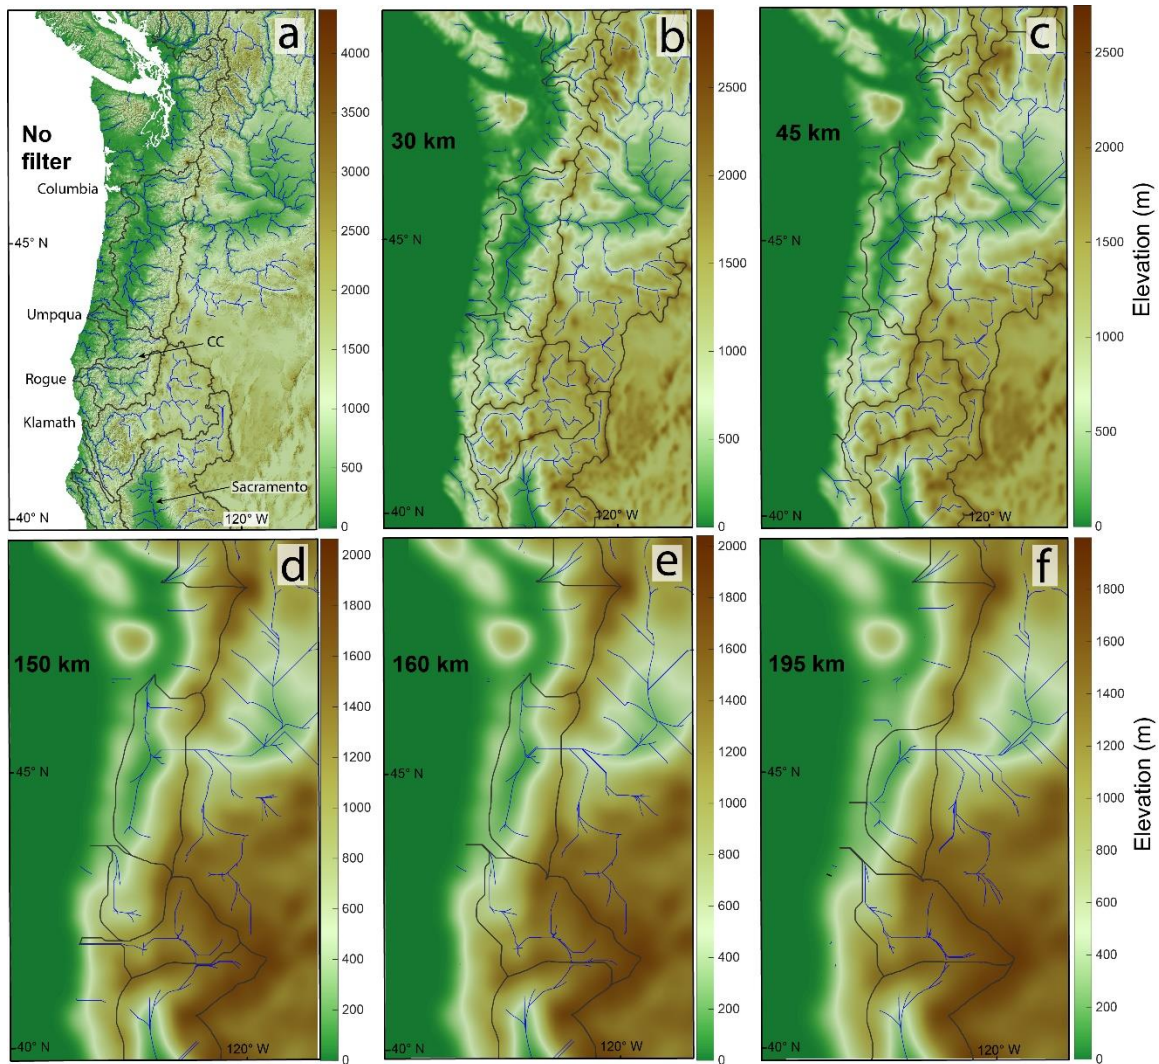 a
No
filter
Columbia
45° N
Umpqua
CC
Rogue
Klamath
Sacramento
40° N
120° W
4000
3500
3000
2500
2000
1500
1000
500
0
b
30 km
45° N
40° N
120° W
2500
2000
1500
1000
500
0
c
45 km
45° N
40° N
120° W
2500
2000
1500
1000
500
0
Elevation (m)
d
150 km
45° N
40° N
120° W
2000
1800
1600
1400
1200
1000
800
600
400
200
0
e
160 km
45° N
40° N
120° W
2000
1800
1600
1400
1200
1000
800
600
400
200
0
f
195 km
45° N
40° N
120° W
1800
1600
1400
1200
1000
800
600
400
200
0
Elevation (m)